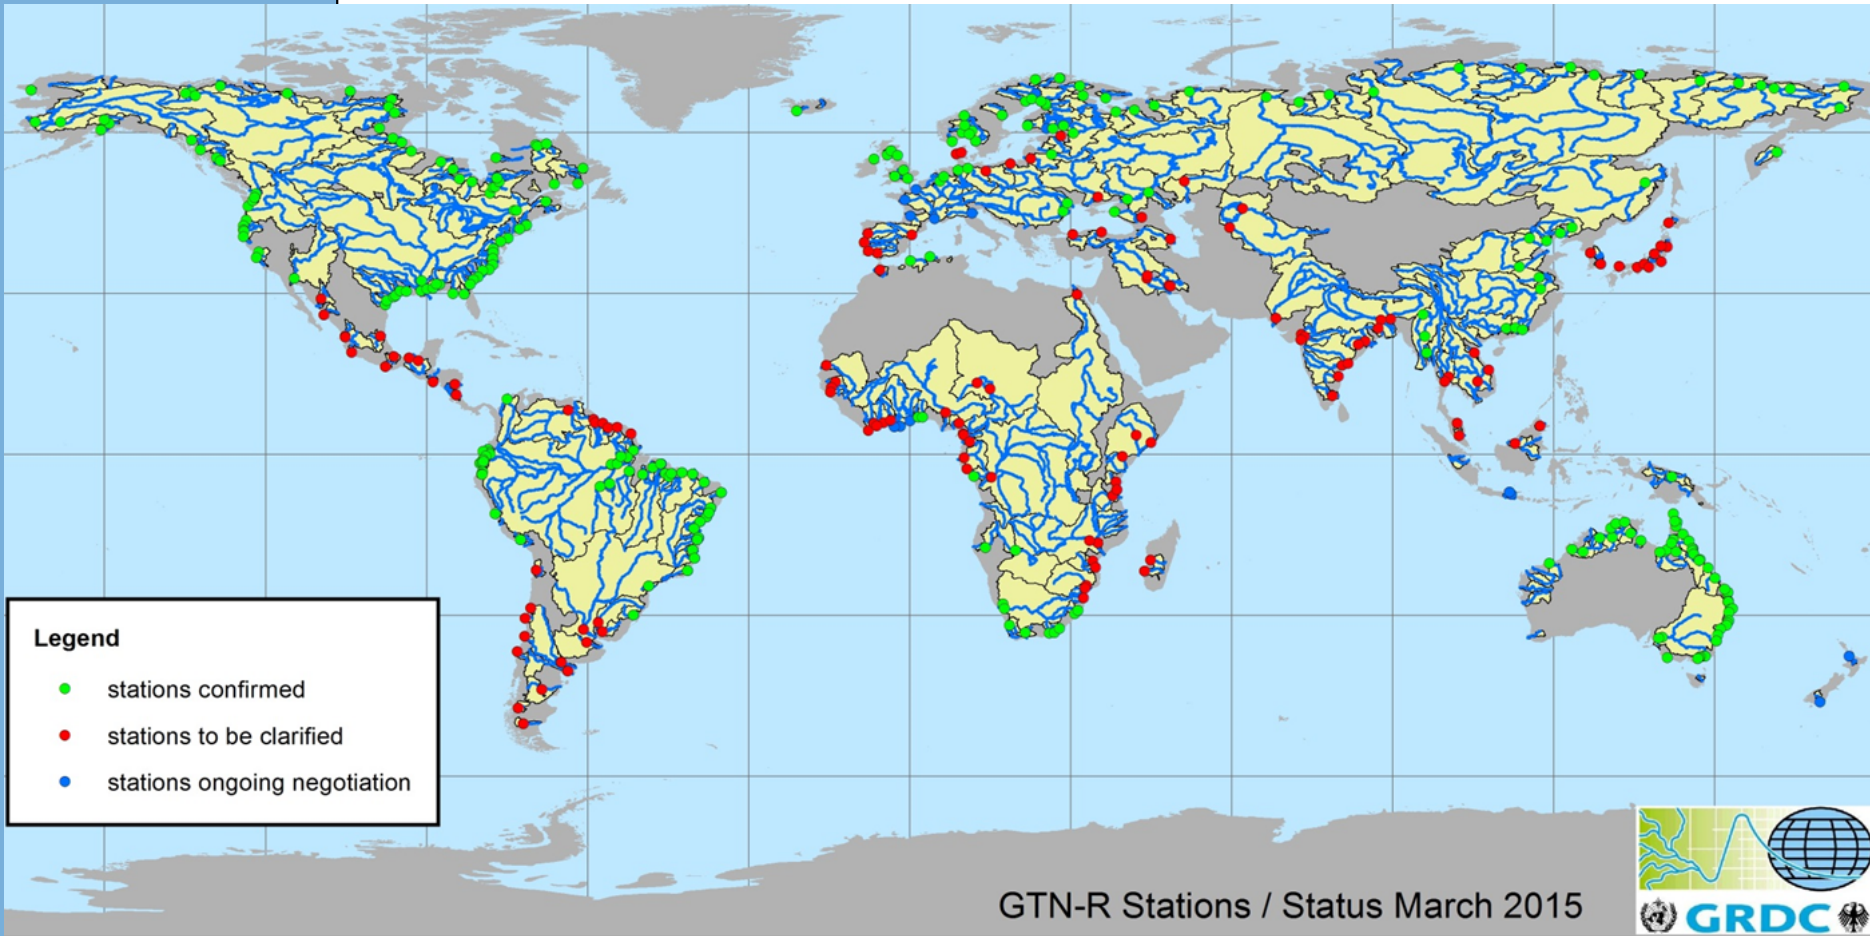 Legend
stations confirmed
stations to be clarified
stations ongoing negotiation
GTN-R Stations / Status March 2015
GRDC